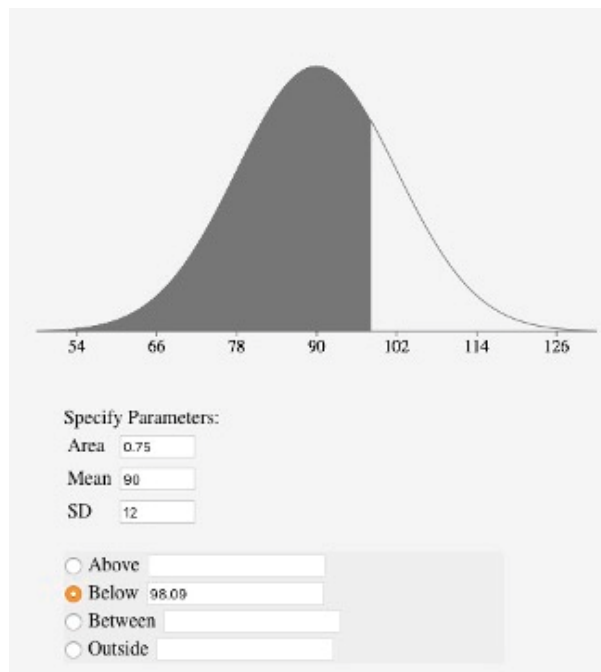 54 66 78 90 102 114 126
Specify Parameters:
Area 0.75
Mean 90
SD 12
Above
Below 98.09
Between
Outside